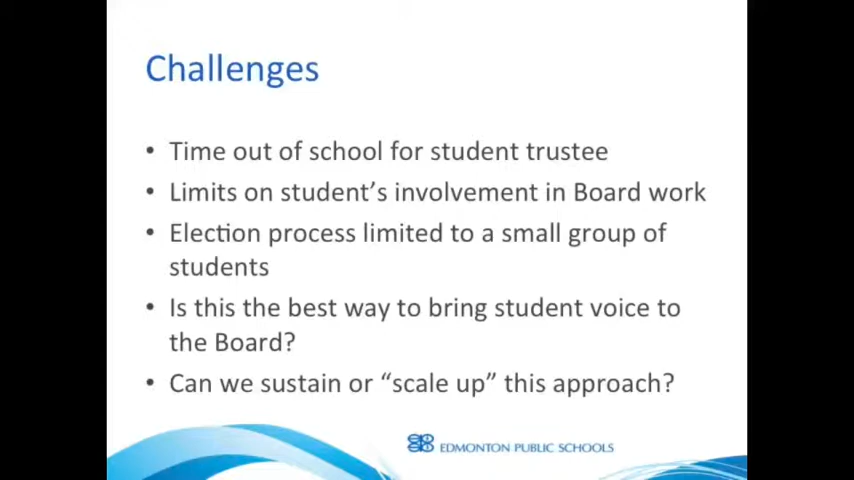 Challenges
• Time out of school for student trustee
• Limits on student's involvement in Board work
• Election process limited to a small group of
students
• Is this the best way to bring student voice to
the Board?
• Can we sustain or “scale up” this approach?
EDMONTON PUBLIC SCHOOLS